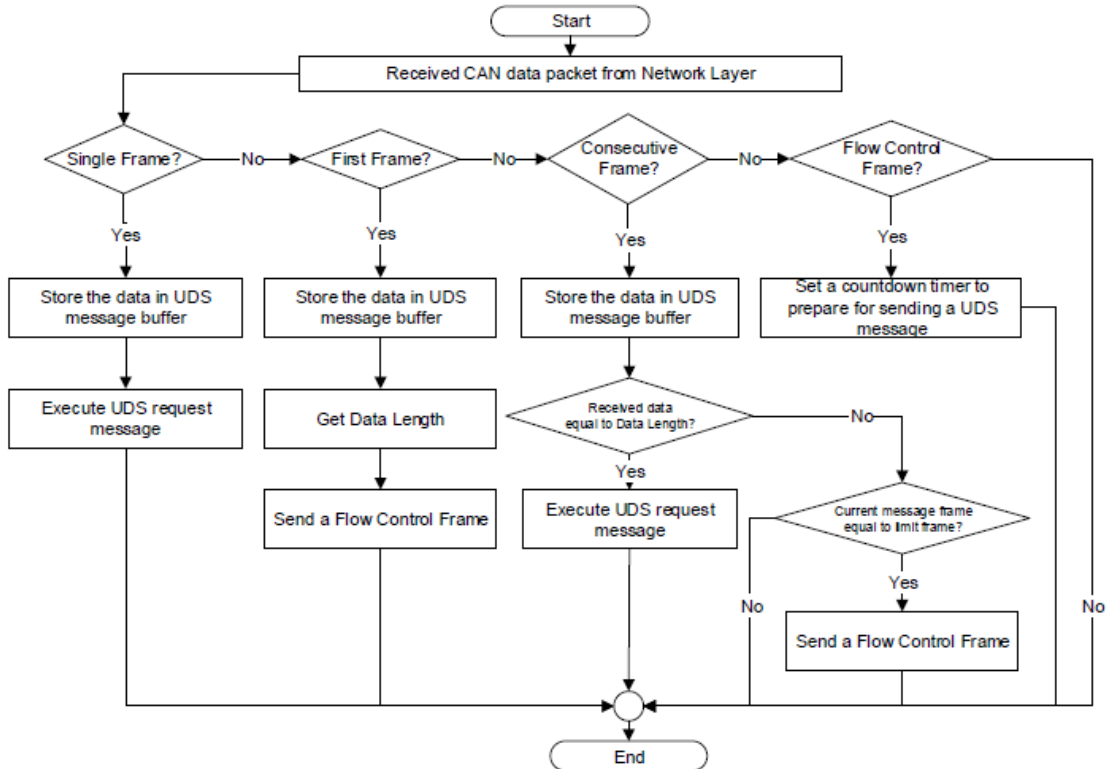 Start
Received CAN data packet from Network Layer
Single Frame?
No
First Frame?
No
Consecutive
Frame?
No
Flow Control
Frame?
Yes
Yes
Yes
Yes
Store the data in UDS
message buffer
Store the data in UDS
message buffer
Store the data in UDS
message buffer
Set a countdown timer to
prepare for sending a UDS
message
Execute UDS request
message
Get Data Length
Received data
equal to Data Length?
No
Yes
Send a Flow Control Frame
Execute UDS request
message
Current message frame
equal to limit frame?
Yes
No
No
Send a Flow Control Frame
End